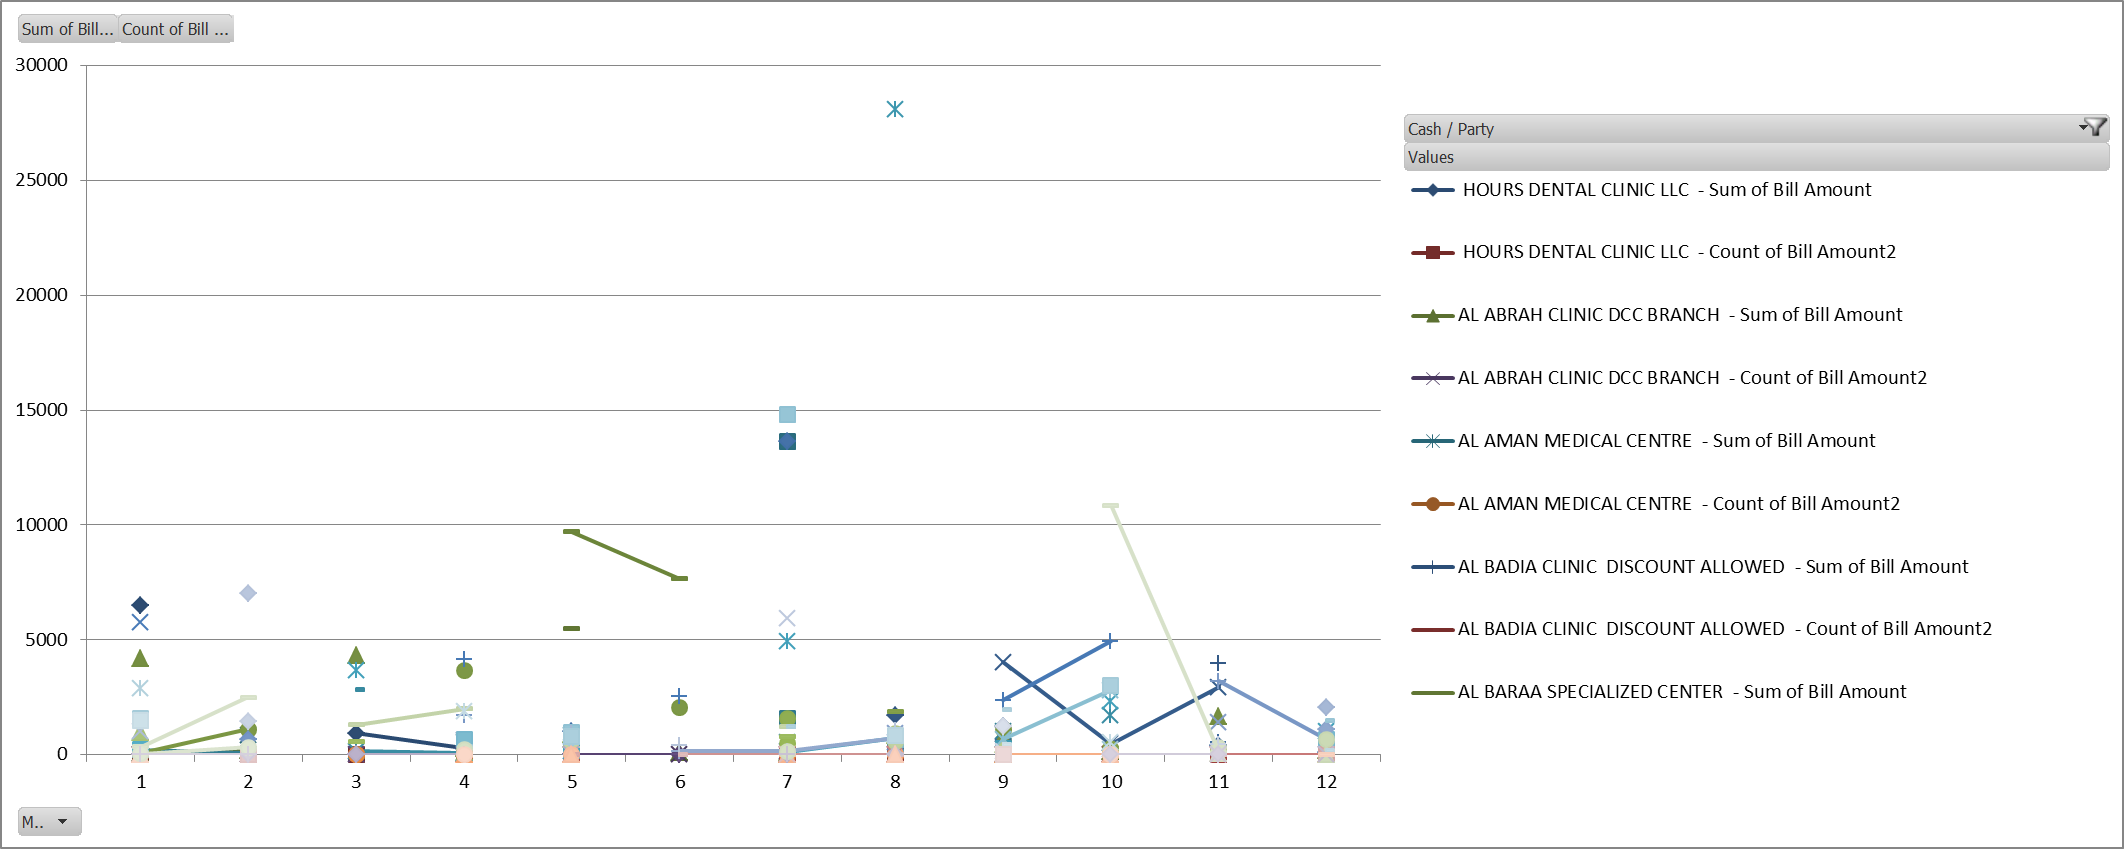 Sum of Bill... Count of Bill ...
30000
25000
20000
15000
10000
5000
0
1 2 3 4 5 6 7 8 9 10 11 12
M..
Cash / Party
Values
HOURS DENTAL CLINIC LLC - Sum of Bill Amount
HOURS DENTAL CLINIC LLC - Count of Bill Amount2
AL ABRAH CLINIC DCC BRANCH - Sum of Bill Amount
AL ABRAH CLINIC DCC BRANCH - Count of Bill Amount2
AL AMAN MEDICAL CENTRE - Sum of Bill Amount
AL AMAN MEDICAL CENTRE - Count of Bill Amount2
AL BADIA CLINIC DISCOUNT ALLOWED - Sum of Bill Amount
AL BADIA CLINIC DISCOUNT ALLOWED - Count of Bill Amount2
AL BARAA SPECIALIZED CENTER - Sum of Bill Amount